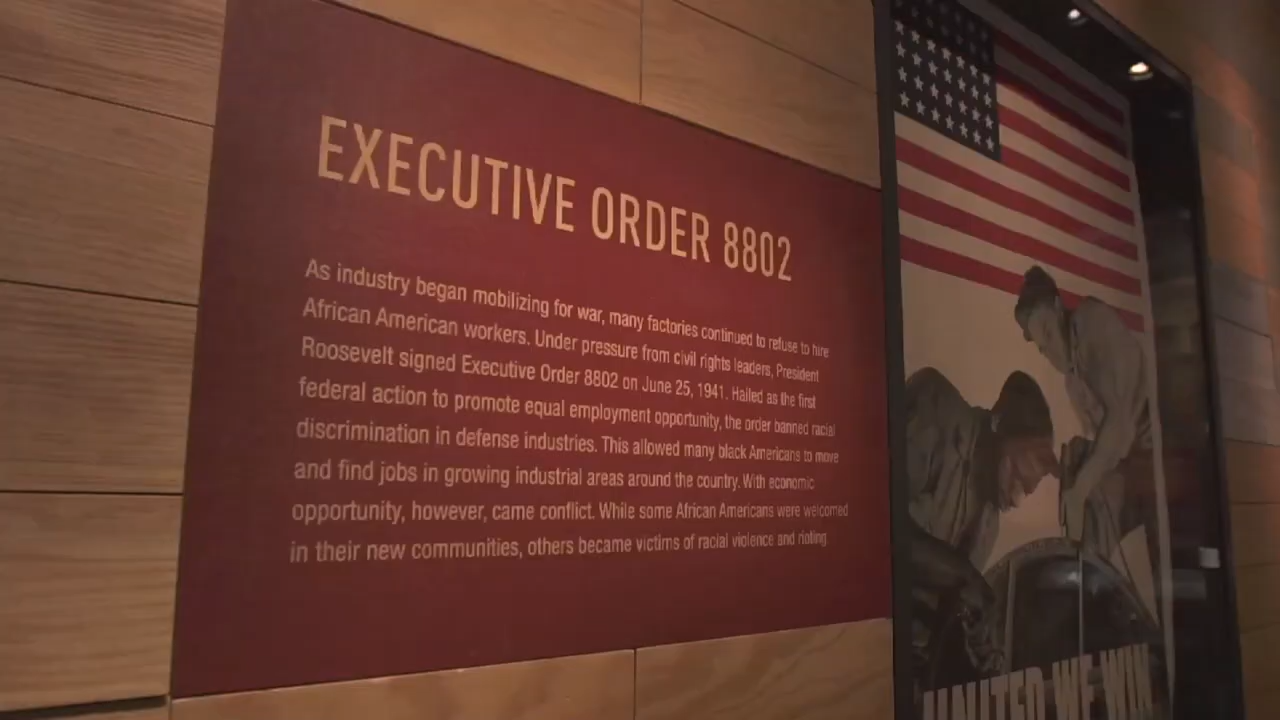 EXECUTIVE ORDER 8802
As industry began mobilizing for war, many factories continued to refuse to hire
African American workers. Under pressure from civil rights leaders, President
Roosevelt signed Executive Order 8802 on June 25, 1941. Hailed as the first
federal action to promote equal employment opportunity, the order banned racial
discrimination in defense industries. This allowed many black Americans to move
and find jobs in growing industrial areas around the country. With economic
opportunity, however, came conflict. While some African Americans were welcomed
in their new communities, others became victims of racial violence and rioting
UNITED WE WIN